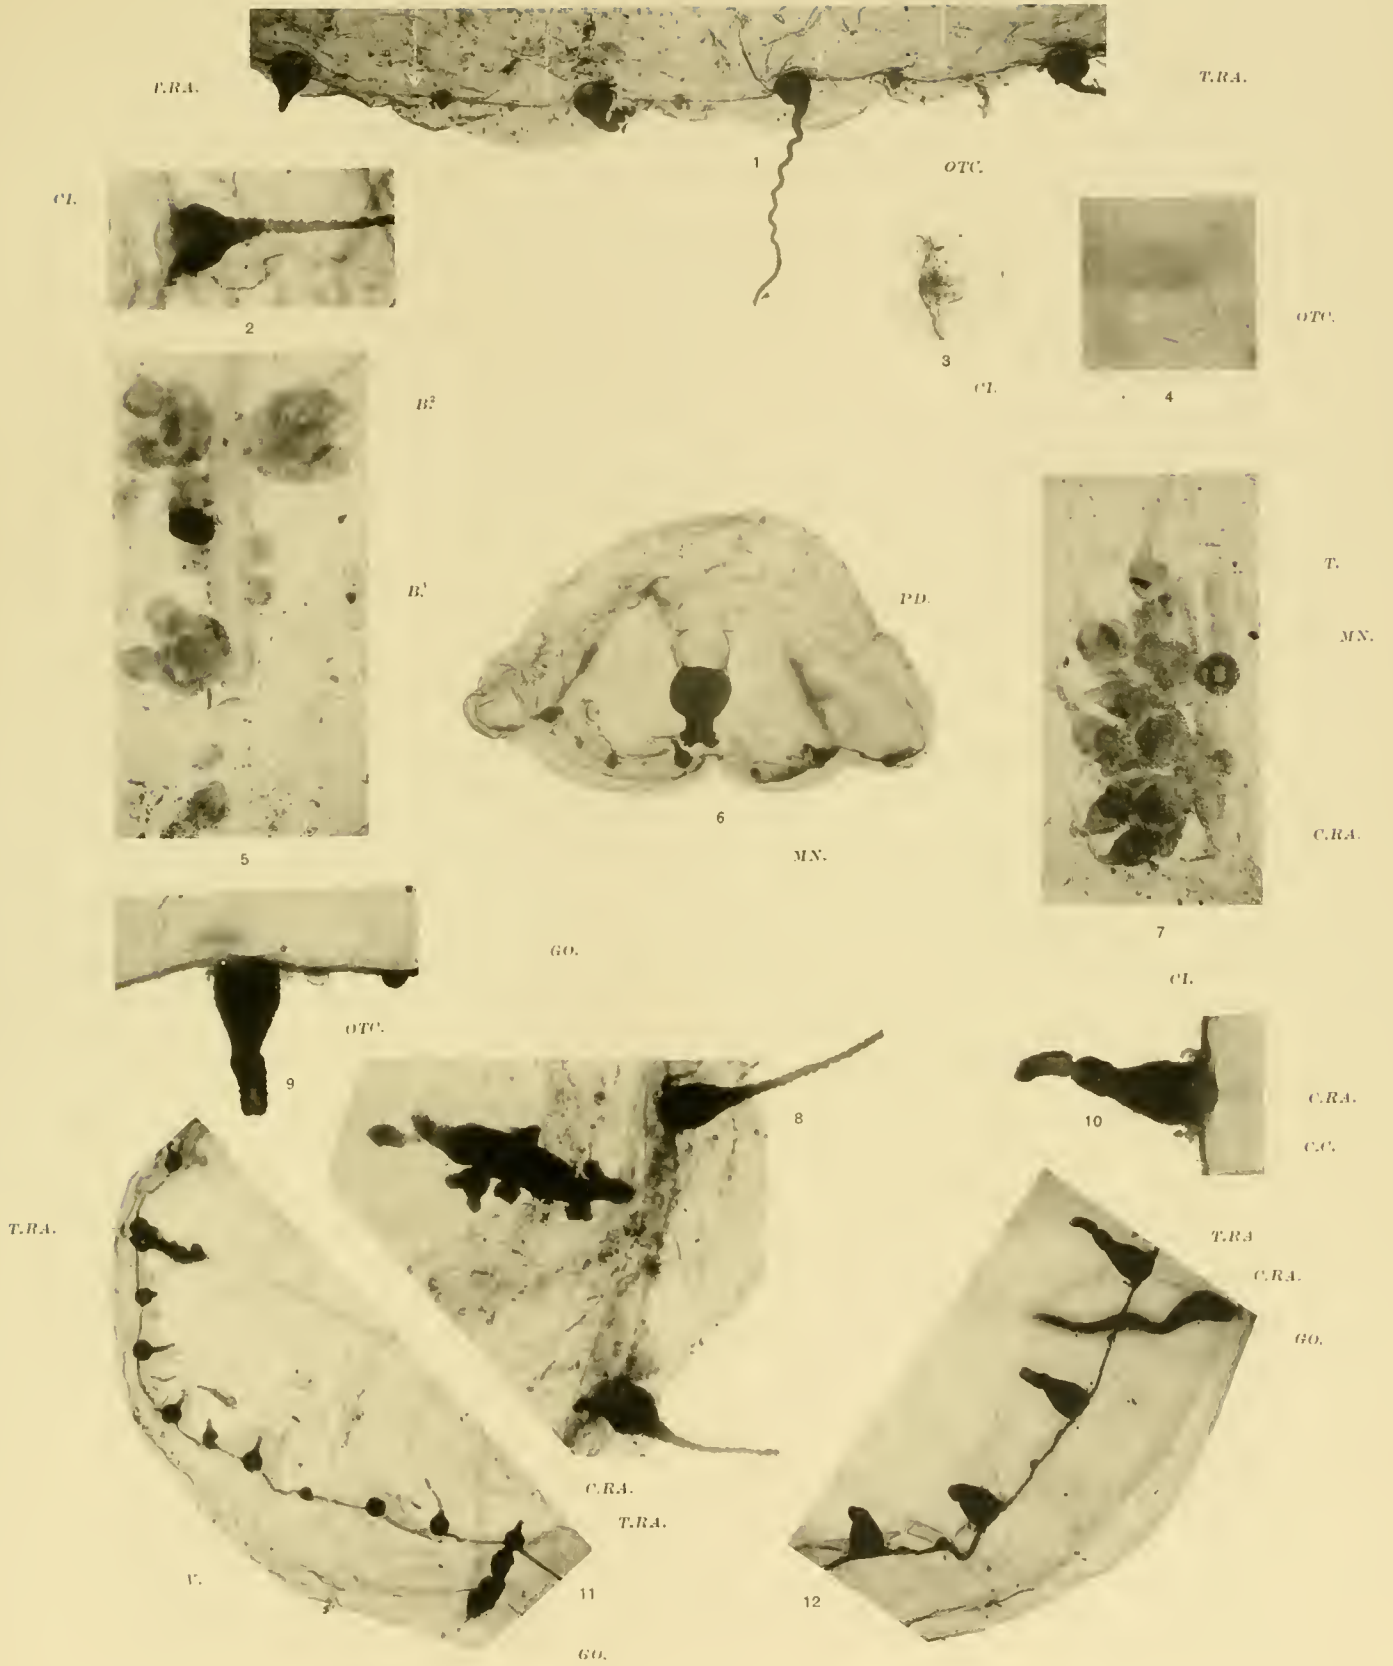 T.RA.
T.RA.
1
OTC.
CI.
2
3
CI.
OTC.
4
B.²
B.¹
T.
PD.
MN.
6
MN.
C.RA.
5
7
GO.
CI.
OTC.
9
8
10
C.RA.
C.C.
T.RA.
T.RA
C.RA.
GO.
C.RA.
T.RA.
V.
11
12
GO.